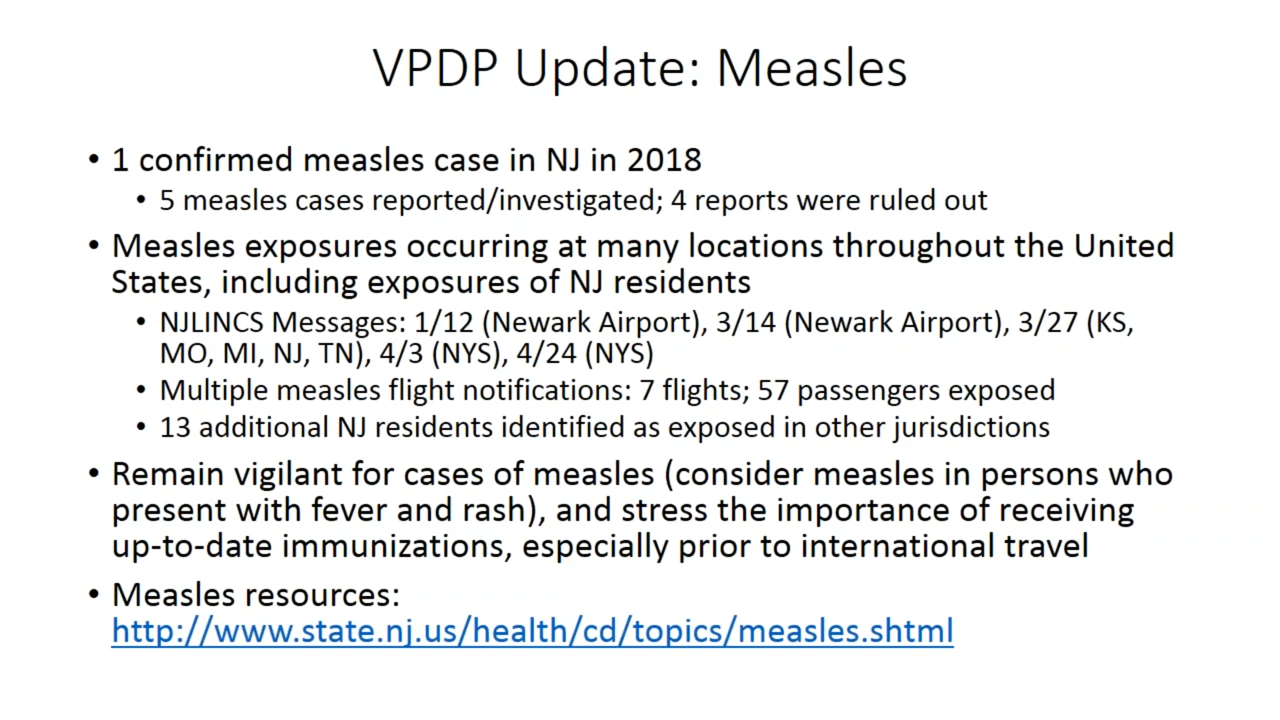 VPDP Update: Measles
• 1 confirmed measles case in NJ in 2018
• 5 measles cases reported/investigated; 4 reports were ruled out
• Measles exposures occurring at many locations throughout the United
States, including exposures of NJ residents
• NJLINCS Messages: 1/12 (Newark Airport), 3/14 (Newark Airport), 3/27 (KS,
MO, MI, NJ, TN), 4/3 (NYS), 4/24 (NYS)
• Multiple measles flight notifications: 7 flights; 57 passengers exposed
• 13 additional NJ residents identified as exposed in other jurisdictions
• Remain vigilant for cases of measles (consider measles in persons who
present with fever and rash), and stress the importance of receiving
up-to-date immunizations, especially prior to international travel
• Measles resources:
http://www.state.nj.us/health/cd/topics/measles.shtml